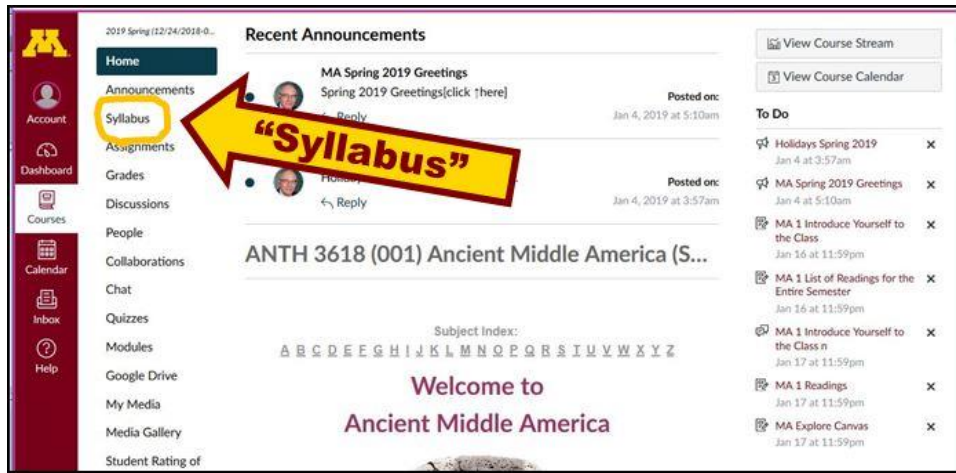 M
Account
Dashboard
Courses
Calendar
Inbox
Help
2019 Spring (12/24/2018-0...
Home
Announcements
Syllabus
Assignments
Grades
Discussions
People
Collaborations
Chat
Quizzes
Modules
Google Drive
My Media
Media Gallery
Student Rating of
"Syllabus"
Recent Announcements
MA Spring 2019 Greetings
Spring 2019 Greetings[click ↑here]
Reply
Posted on:
Jan 4, 2019 at 5:10am
Reply
Posted on:
Jan 4, 2019 at 3:57am
ANTH 3618 (001) Ancient Middle America (S...
Subject Index:
A B C D E F G H I J K L M N O P Q R S T U V W X Y Z
Welcome to
Ancient Middle America
View Course Stream
View Course Calendar
To Do
Holidays Spring 2019
Jan 4 at 3:57am
MA Spring 2019 Greetings
Jan 4 at 5:10am
MA 1 Introduce Yourself to
the Class
Jan 16 at 11:59pm
MA 1 List of Readings for the
Entire Semester
Jan 16 at 11:59pm
MA 1 Introduce Yourself to
the Class n
Jan 17 at 11:59pm
MA 1 Readings
Jan 17 at 11:59pm
MA Explore Canvas
Jan 17 at 11:59pm